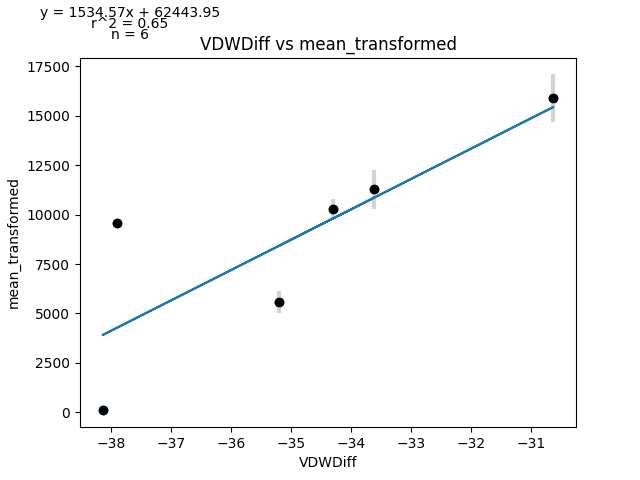 y = 1534.57x + 62443.95
r^2 = 0.65
n = 6
VDWDiff vs mean_transformed
mean_transformed
17500
15000
12500
10000
7500
5000
2500
0
−38
−37
−36
−35
−34
−33
−32
−31
VDWDiff